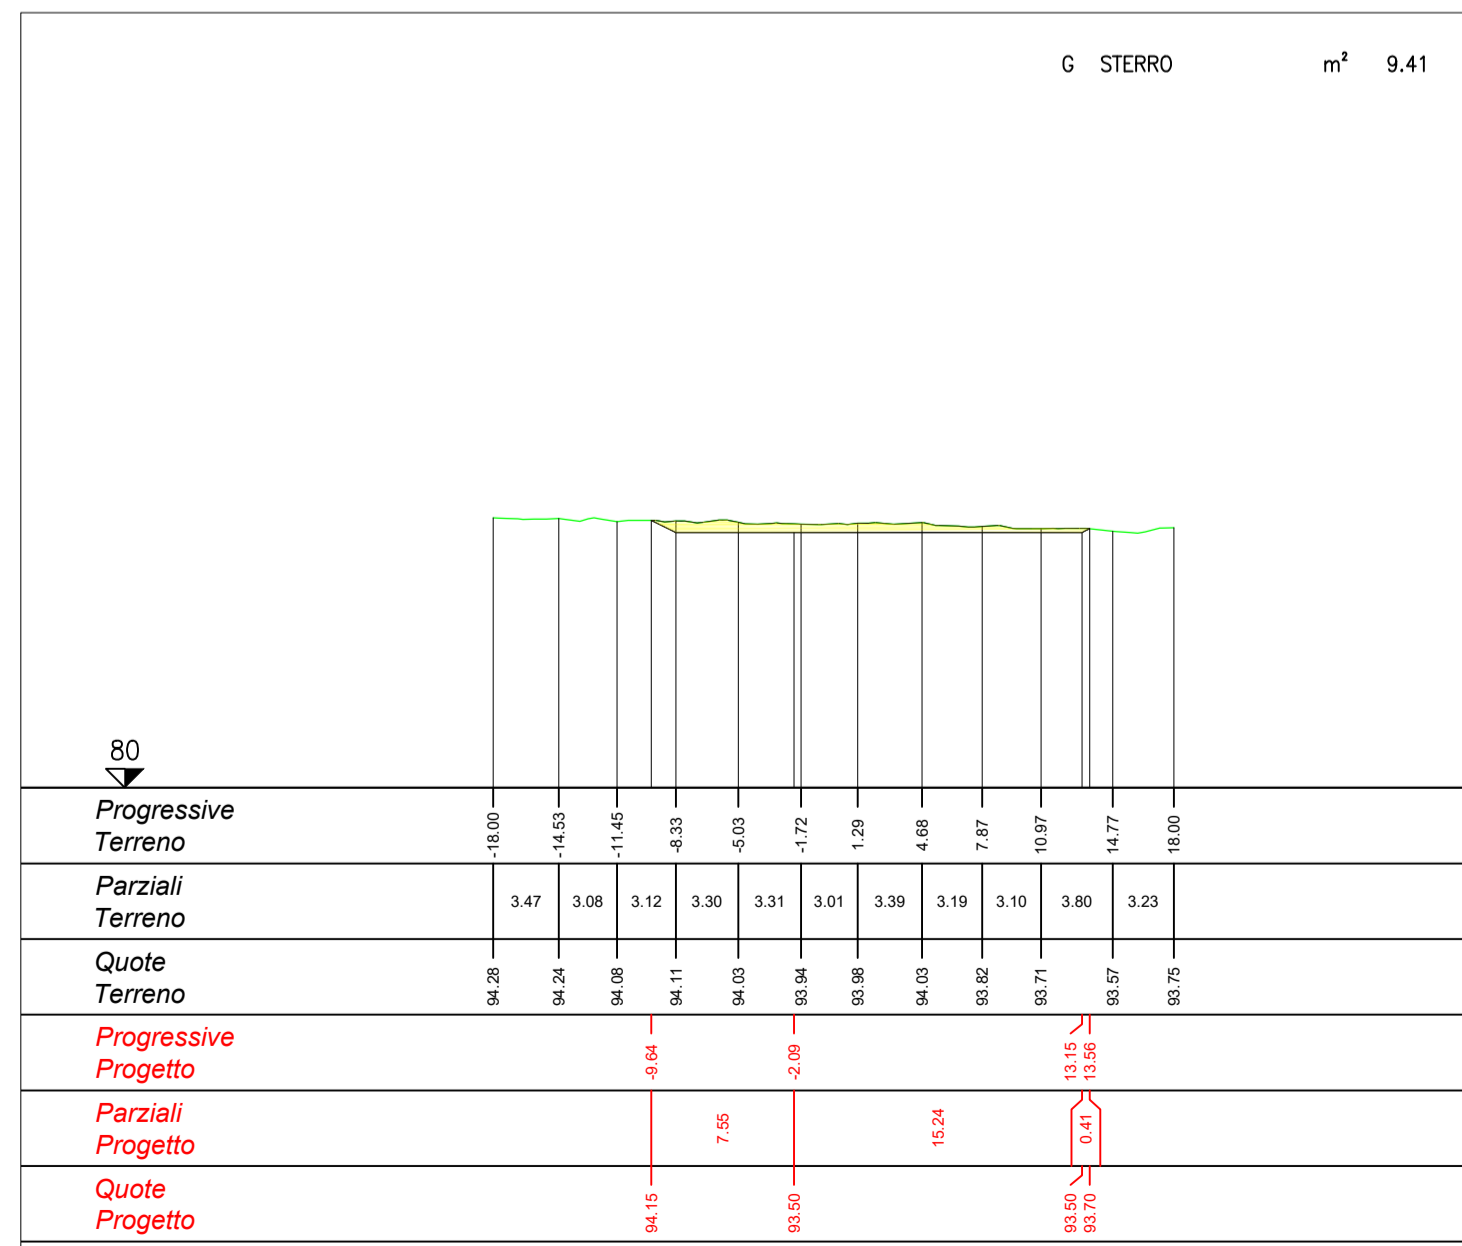 G STERRO m² 9.41
80
Progressive
Terreno
-18.00 -14.53 -11.45 -8.33 -5.03 -1.72 1.29 4.68 7.87 10.97 14.77 18.00
Parziali
Terreno
3.47 3.08 3.12 3.30 3.31 3.01 3.39 3.19 3.10 3.80 3.23
Quote
Terreno
94.28 94.24 94.08 94.11 94.03 93.94 93.98 94.03 93.82 93.71 93.57 93.75
Progressive
Progetto
-9.64 -2.09 13.15 13.56
Parziali
Progetto
7.55 15.24 0.41
Quote
Progetto
94.15 93.50 93.50 93.70